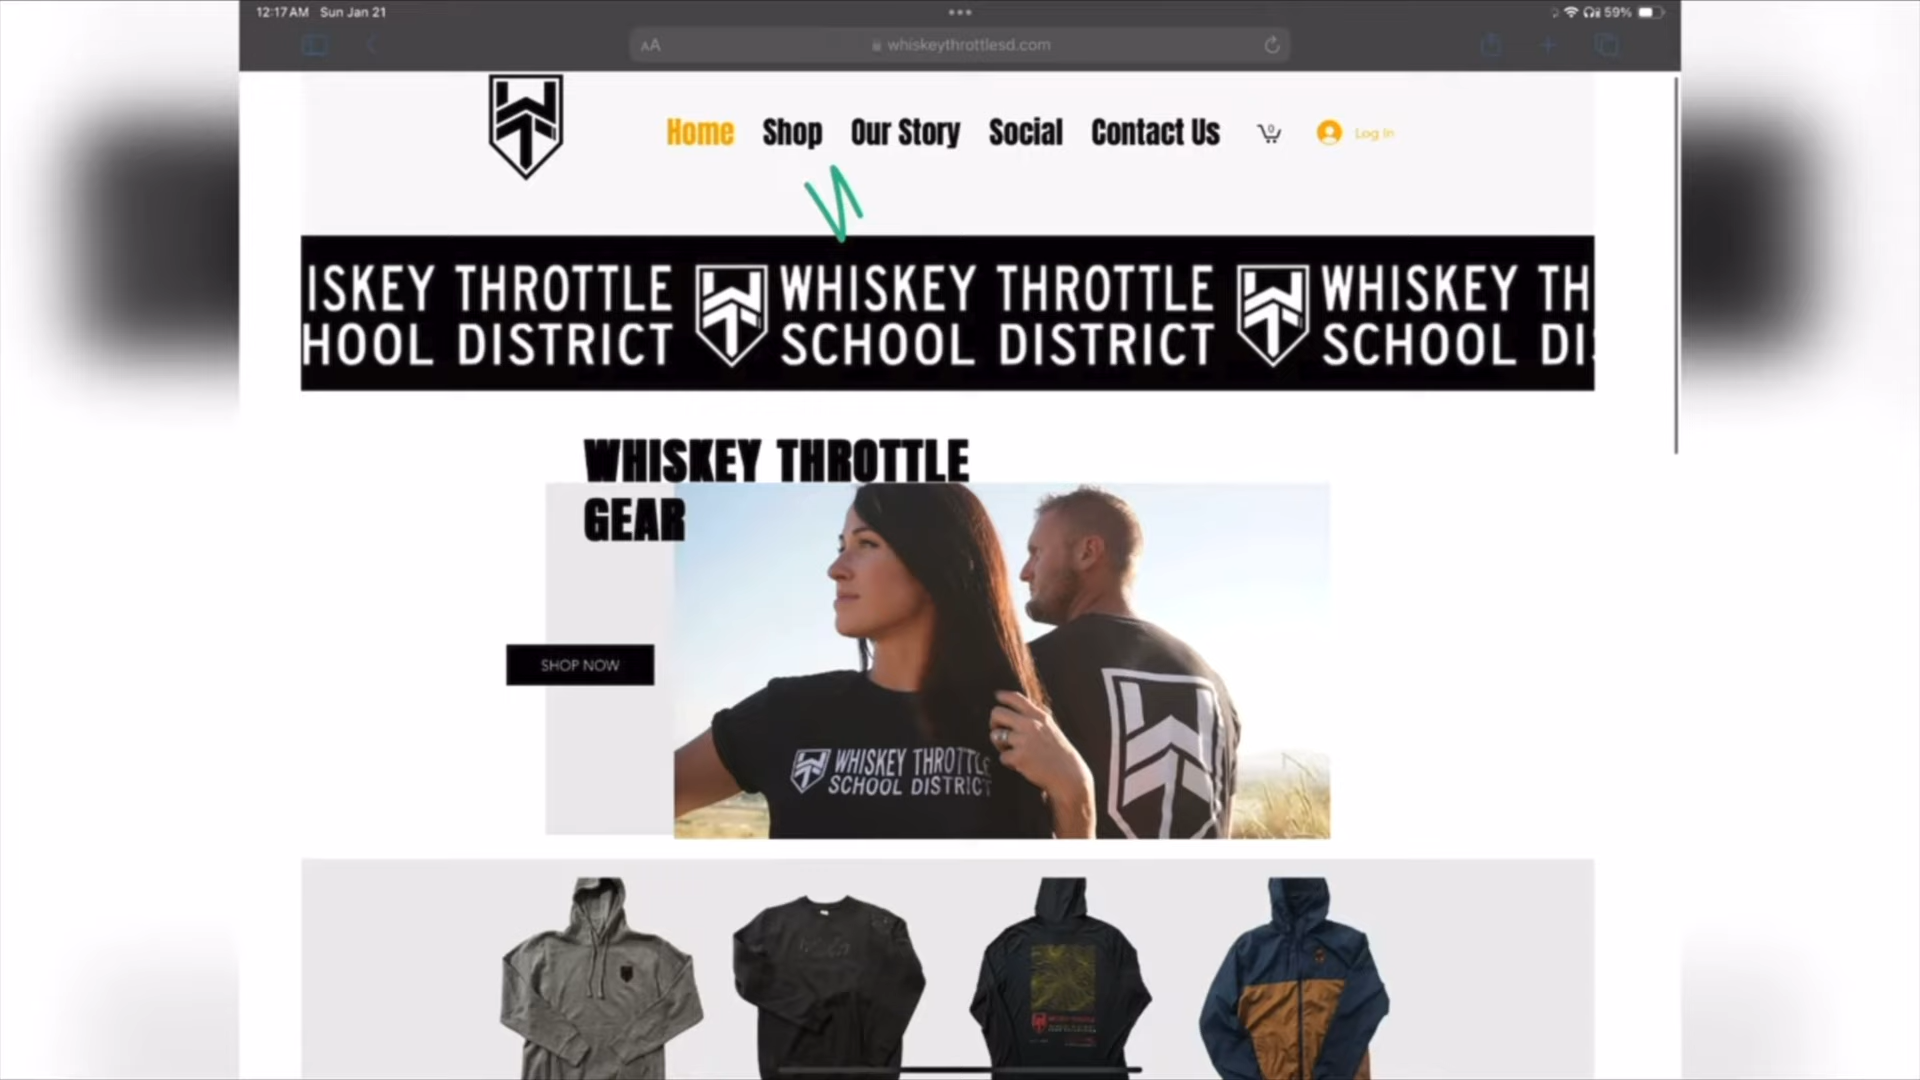 12:17 AM Sun Jan 21
59%
AA
whiskeythrottlesd.com
Home Shop Our Story Social Contact Us 0 Log In
ISKEY THROTTLE WHISKEY THROTTLE WHISKEY TH
HOOL DISTRICT SCHOOL DISTRICT SCHOOL DIS
WHISKEY THROTTLE
GEAR
SHOP NOW
WHISKEY THROTTLE
SCHOOL DISTRICT